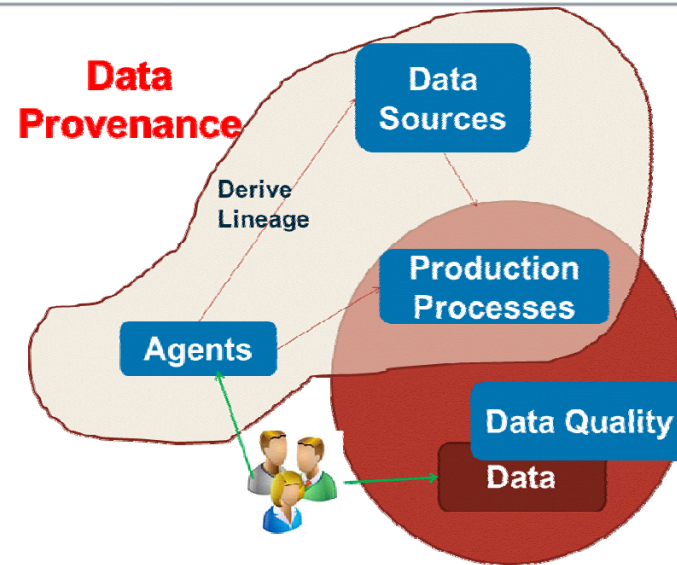 Data
Provenance
Data
Sources
Derive
Lineage
Production
Processes
Agents
Data Quality
Data